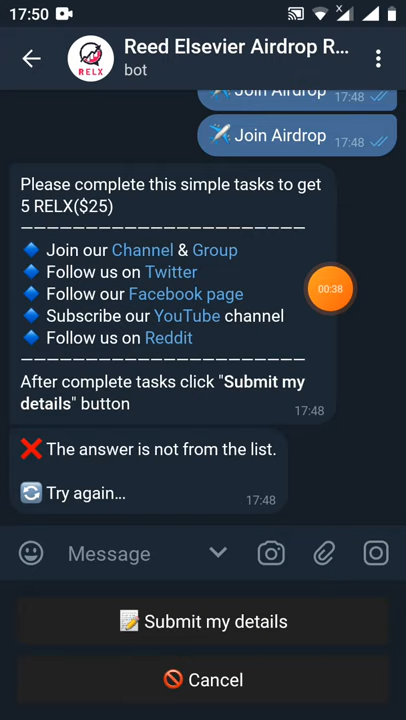 17:50
Reed Elsevier Airdrop R...
bot
RELX
Join Airdrop
17:48
Join Airdrop
17:48
Please complete this simple tasks to get
5 RELX($25)
——————————————————————
Join our Channel & Group
Follow us on Twitter
Follow our Facebook page
Subscribe our YouTube channel
Follow us on Reddit
——————————————————————
After complete tasks click "Submit my
details" button
17:48
00:38
The answer is not from the list.
Try again...
17:48
Message
Submit my details
Cancel